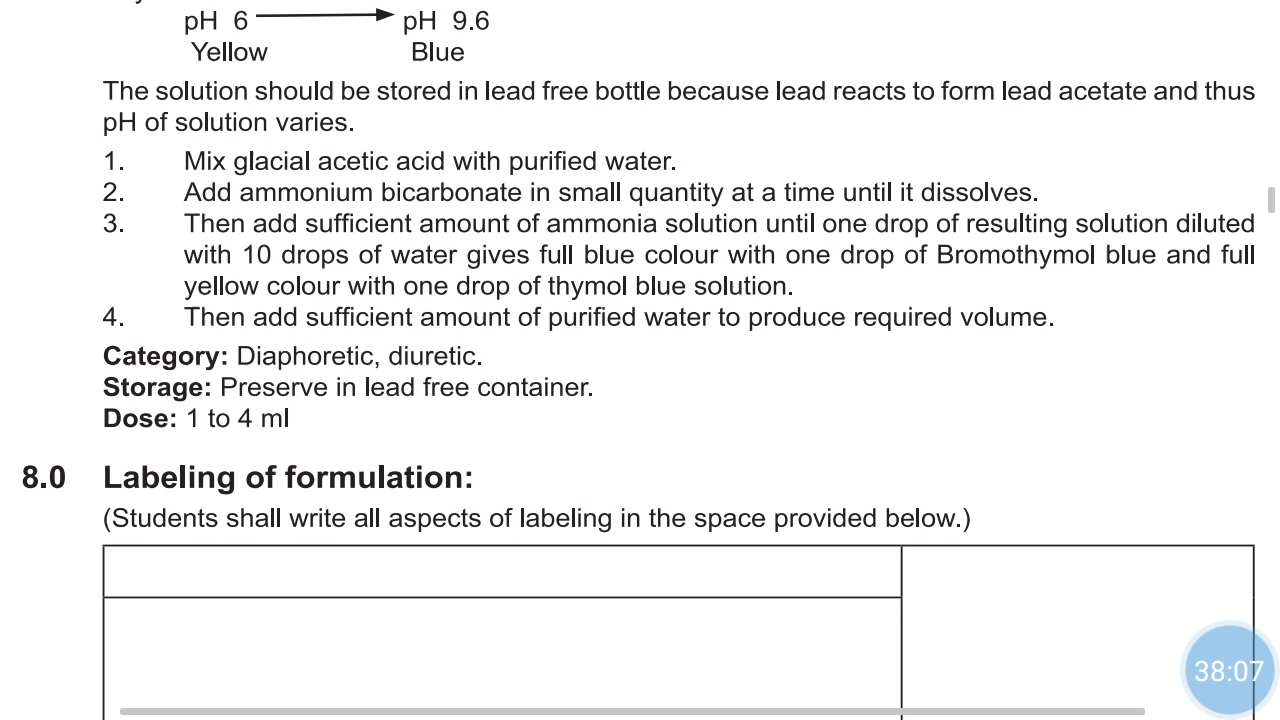 pH 6 → pH 9.6
Yellow Blue
The solution should be stored in lead free bottle because lead reacts to form lead acetate and thus
pH of solution varies.
1. Mix glacial acetic acid with purified water.
2. Add ammonium bicarbonate in small quantity at a time until it dissolves.
3. Then add sufficient amount of ammonia solution until one drop of resulting solution diluted
with 10 drops of water gives full blue colour with one drop of Bromothymol blue and full
yellow colour with one drop of thymol blue solution.
4. Then add sufficient amount of purified water to produce required volume.
Category: Diaphoretic, diuretic.
Storage: Preserve in lead free container.
Dose: 1 to 4 ml
8.0 Labeling of formulation:
(Students shall write all aspects of labeling in the space provided below.)
38:07